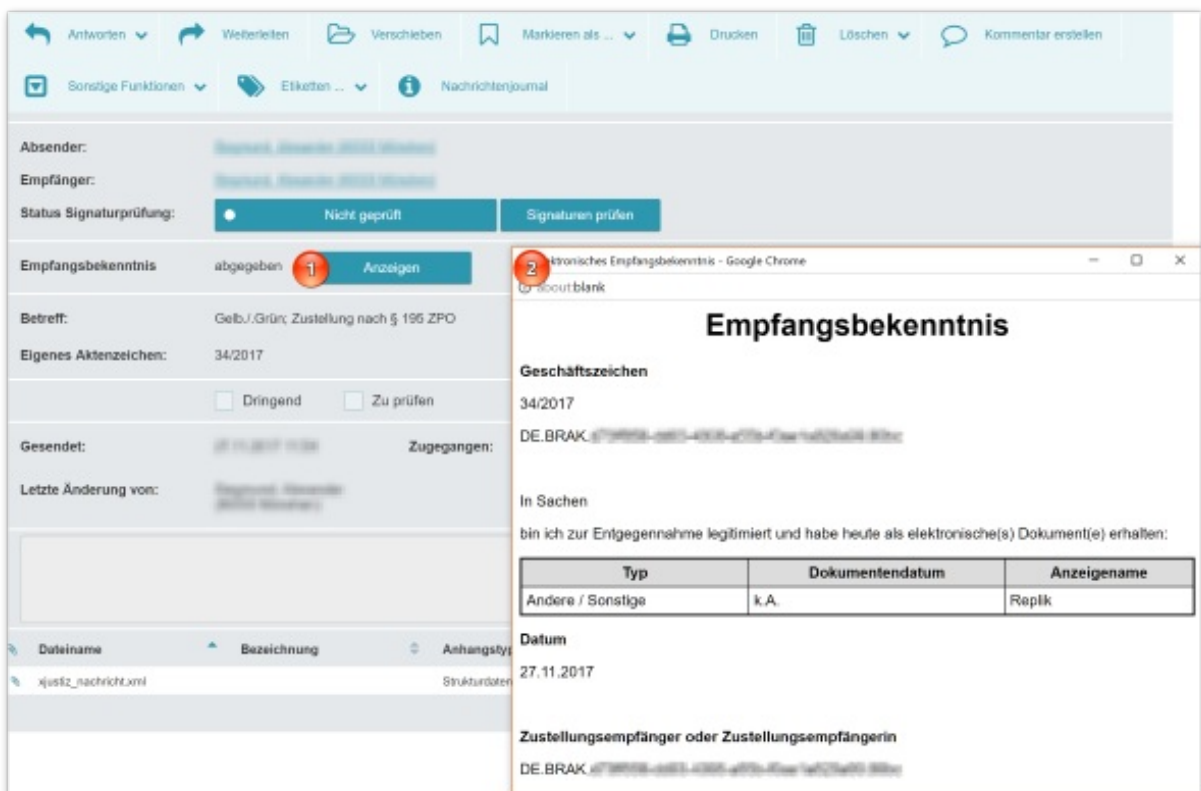 Antworten Weiterleiten Verschieben Markieren als ... Drucken Löschen Kommentar erstellen
Sonstige Funktionen Etiketten ... Nachrichtenjournal
Absender:
Empfänger:
Status Signaturprüfung: Nicht geprüft Signaturen prüfen
Empfangsbekenntnis abgegeben 1 Anzeigen
Betreff: Gelb./.Grün; Zustellung nach § 195 ZPO
Eigenes Aktenzeichen: 34/2017
Dringend Zu prüfen
Gesendet: Zugegangen:
Letzte Änderung von:
Dateiname Bezeichnung Anhangstyp
xjustiz_nachricht.xml Strukturdaten
2 ektronisches Empfangsbekenntnis - Google Chrome
about:blank
Empfangsbekenntnis
Geschäftszeichen
34/2017
DE.BRAK.
In Sachen
bin ich zur Entgegennahme legitimiert und habe heute als elektronische(s) Dokument(e) erhalten:
Typ Dokumentendatum Anzeigename
Andere / Sonstige k.A. Replik
Datum
27.11.2017
Zustellungsempfänger oder Zustellungsempfängerin
DE.BRAK.